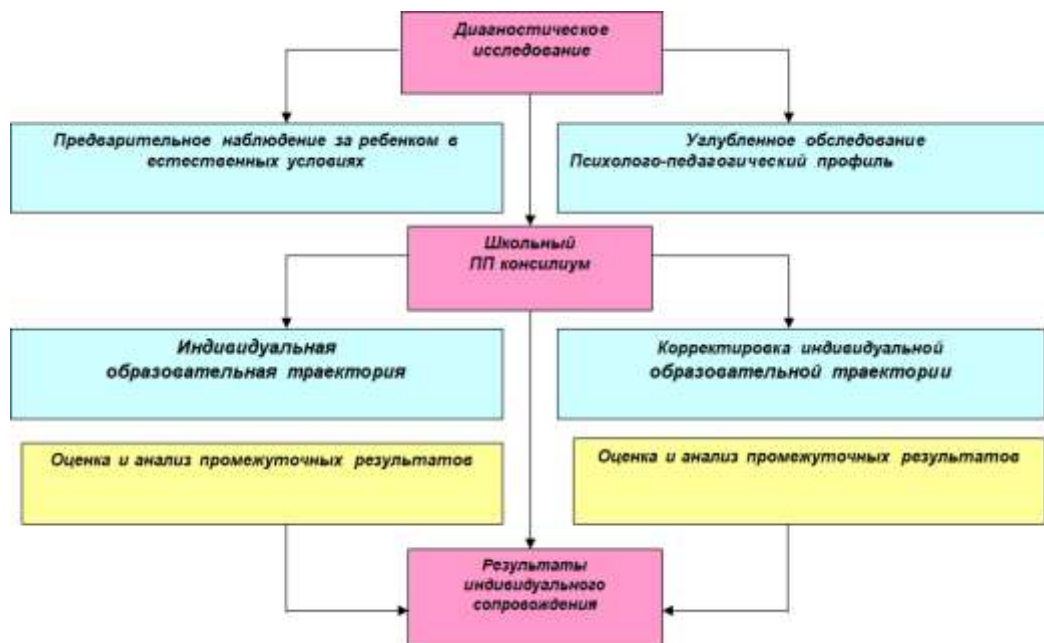 Диагностическое
исследование
Предварительное наблюдение за ребенком в
естественных условиях
Углубленное обследование
Психолого-педагогический профиль
Школьный
ПП консилиум
Индивидуальная
образовательная траектория
Корректировка индивидуальной
образовательной траектории
Оценка и анализ промежуточных результатов
Оценка и анализ промежуточных результатов
Результаты
индивидуального
сопровождения